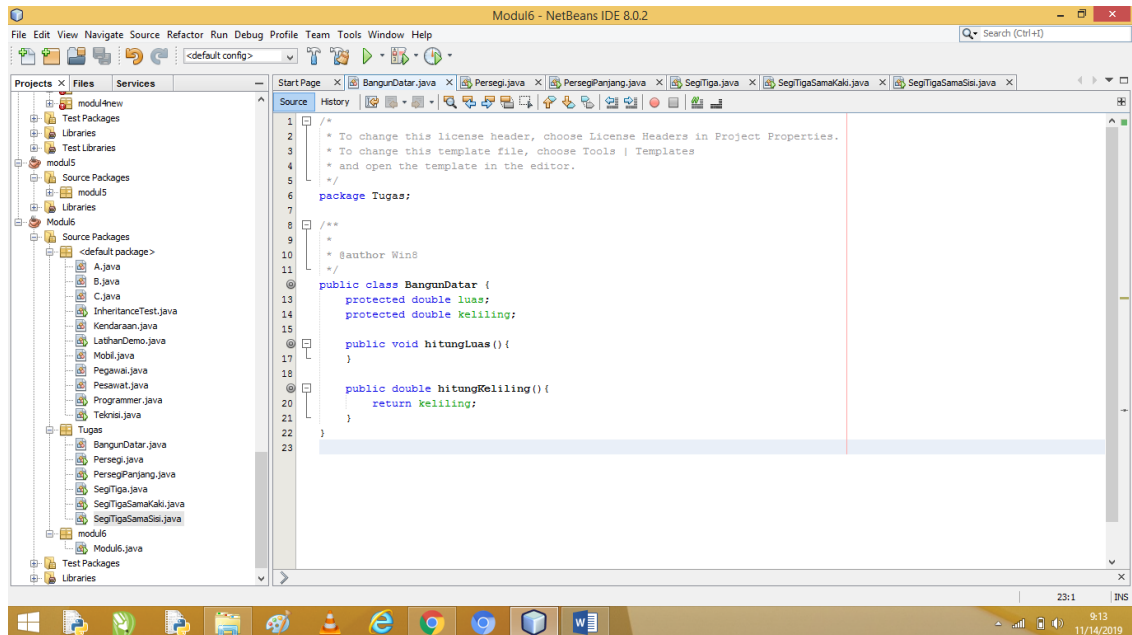 Modul6 - NetBeans IDE 8.0.2
File Edit View Navigate Source Refactor Run Debug Profile Team Tools Window Help
Search (Ctrl+I)
<default config>
Projects Files Services
Start Page BangunDatar.java Persegi.java PersegiPanjang.java SegiTiga.java SegiTigaSamaKaki.java SegiTigaSamaSisi.java
Source History
modul4new
Test Packages
Libraries
Test Libraries
modul5
Source Packages
modul5
Libraries
Modul6
Source Packages
<default package>
A.java
B.java
C.java
InheritanceTest.java
Kendaraan.java
LatihanDemo.java
Mobil.java
Pegawai.java
Pesawat.java
Programmer.java
Teknisi.java
Tugas
BangunDatar.java
Persegi.java
PersegiPanjang.java
SegiTiga.java
SegiTigaSamaKaki.java
SegiTigaSamaSisi.java
modul6
Modul6.java
Test Packages
Libraries
1 /*
2 * To change this license header, choose License Headers in Project Properties.
3 * To change this template file, choose Tools | Templates
4 * and open the template in the editor.
5 */
6 package Tugas;
7
8 /**
9 *
10 * @author Win8
11 */
public class BangunDatar {
13 protected double luas;
14 protected double keliling;
15
public void hitungLuas(){
17 }
18
public double hitungKeliling(){
20 return keliling;
21 }
22 }
23
23:1 INS
9:13
11/14/2019